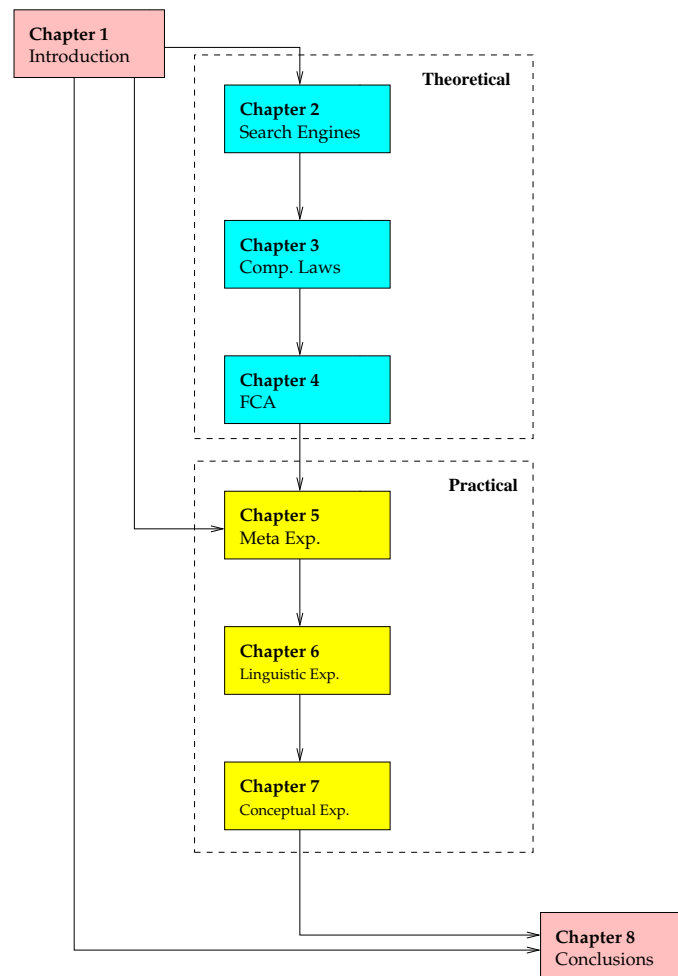 Chapter 1
Introduction
Theoretical
Chapter 2
Search Engines
Chapter 3
Comp. Laws
Chapter 4
FCA
Practical
Chapter 5
Meta Exp.
Chapter 6
Linguistic Exp.
Chapter 7
Conceptual Exp.
Chapter 8
Conclusions